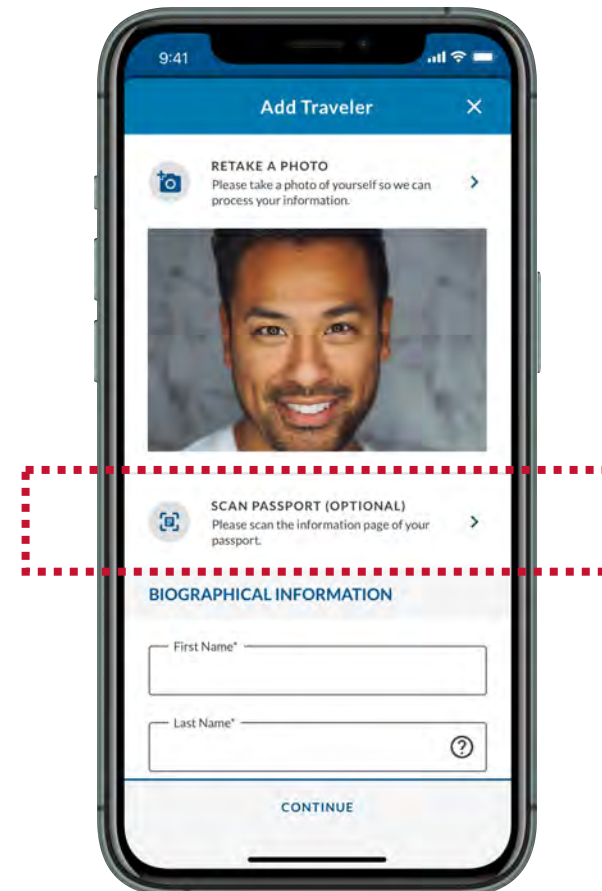 9:41
Add Traveler
RETAKE A PHOTO
Please take a photo of yourself so we can
process your information.
SCAN PASSPORT (OPTIONAL)
Please scan the information page of your
passport.
BIOGRAPHICAL INFORMATION
First Name*
Last Name*
CONTINUE